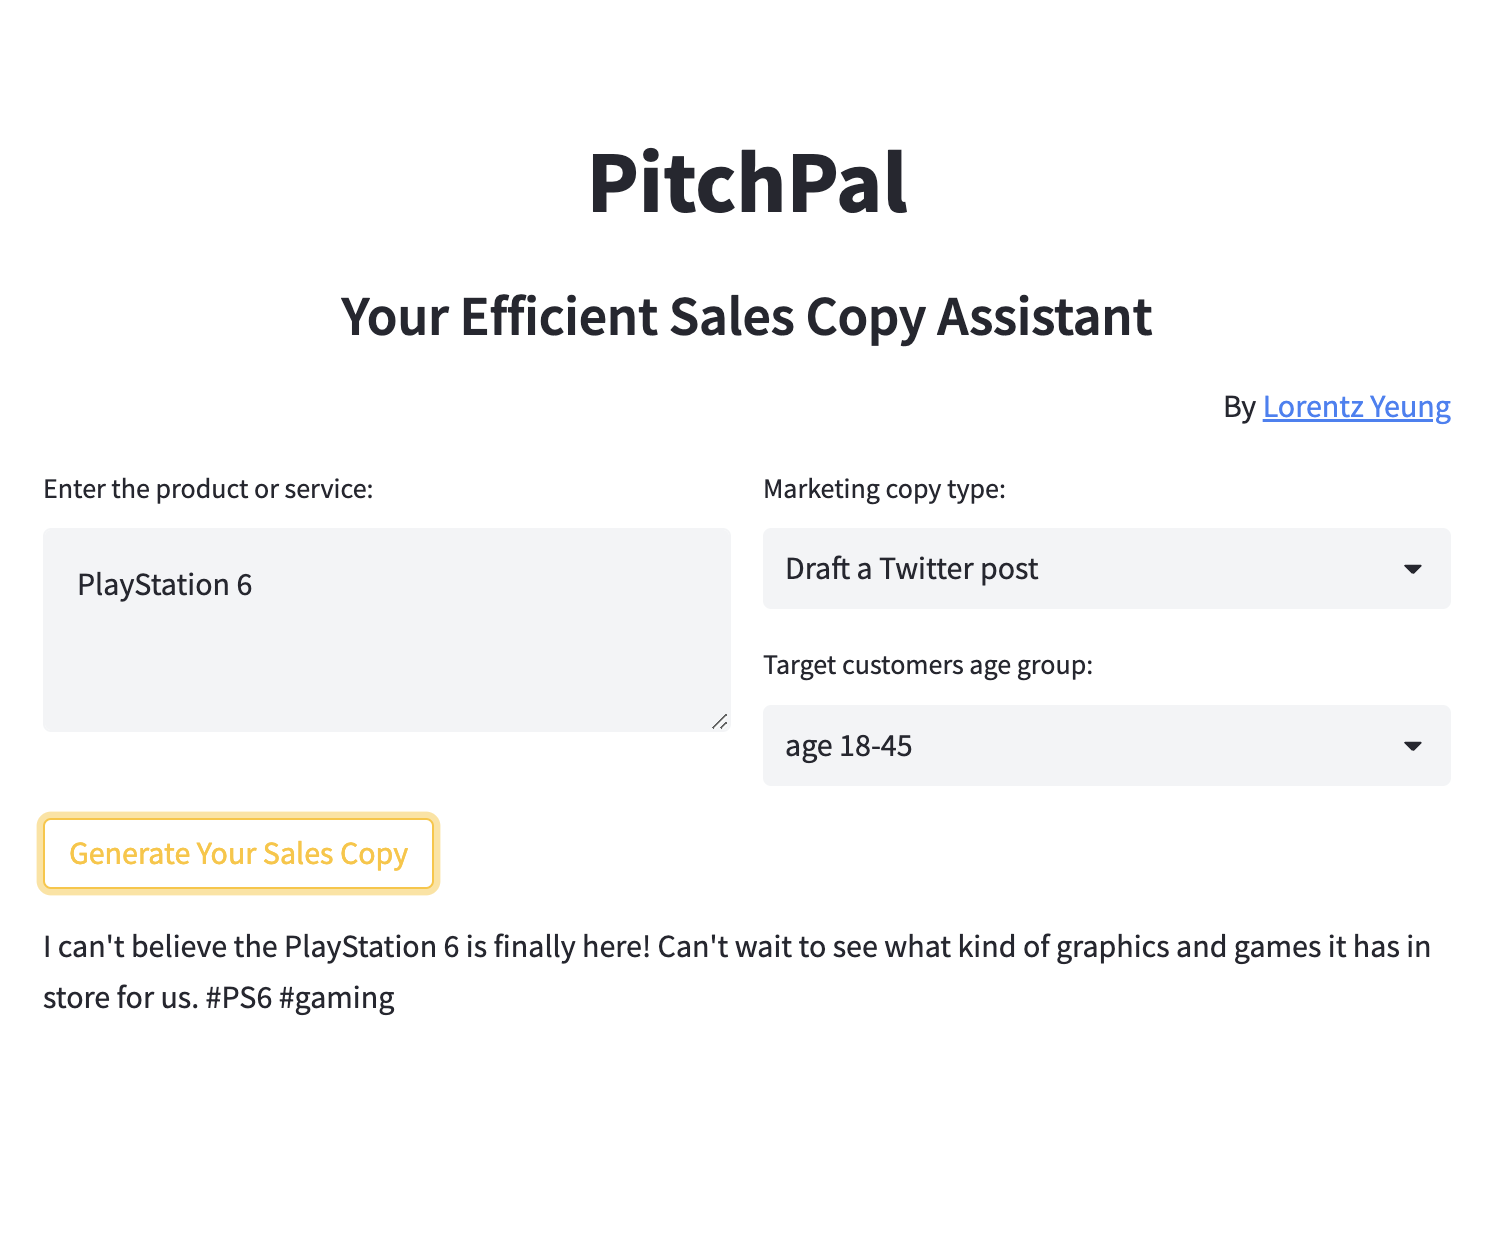 PitchPal
Your Efficient Sales Copy Assistant
By Lorentz Yeung
Enter the product or service:
PlayStation 6
Marketing copy type:
Draft a Twitter post
Target customers age group:
age 18-45
Generate Your Sales Copy
I can't believe the PlayStation 6 is finally here! Can't wait to see what kind of graphics and games it has in
store for us. #PS6 #gaming